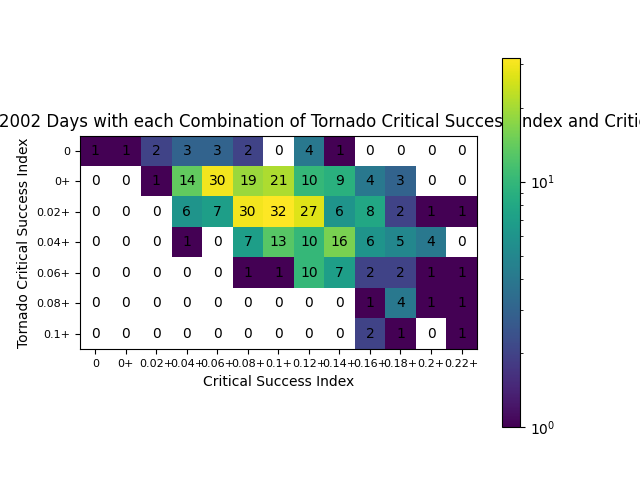 2002 Days with each Combination of Tornado Critical Success Index and Critic
Tornado Critical Success Index
0 1 1 2 3 3 2 0 4 1 0 0 0 0
0+ 0 0 1 14 30 19 21 10 9 4 3 0 0
0.02+ 0 0 0 6 7 30 32 27 6 8 2 1 1
0.04+ 0 0 0 1 0 7 13 10 16 6 5 4 0
0.06+ 0 0 0 0 0 1 1 10 7 2 2 1 1
0.08+ 0 0 0 0 0 0 0 0 0 1 4 1 1
0.1+ 0 0 0 0 0 0 0 0 0 2 1 0 1
0 0+ 0.02+ 0.04+ 0.06+ 0.08+ 0.1+ 0.12+ 0.14+ 0.16+ 0.18+ 0.2+ 0.22+
Critical Success Index
10¹
10⁰